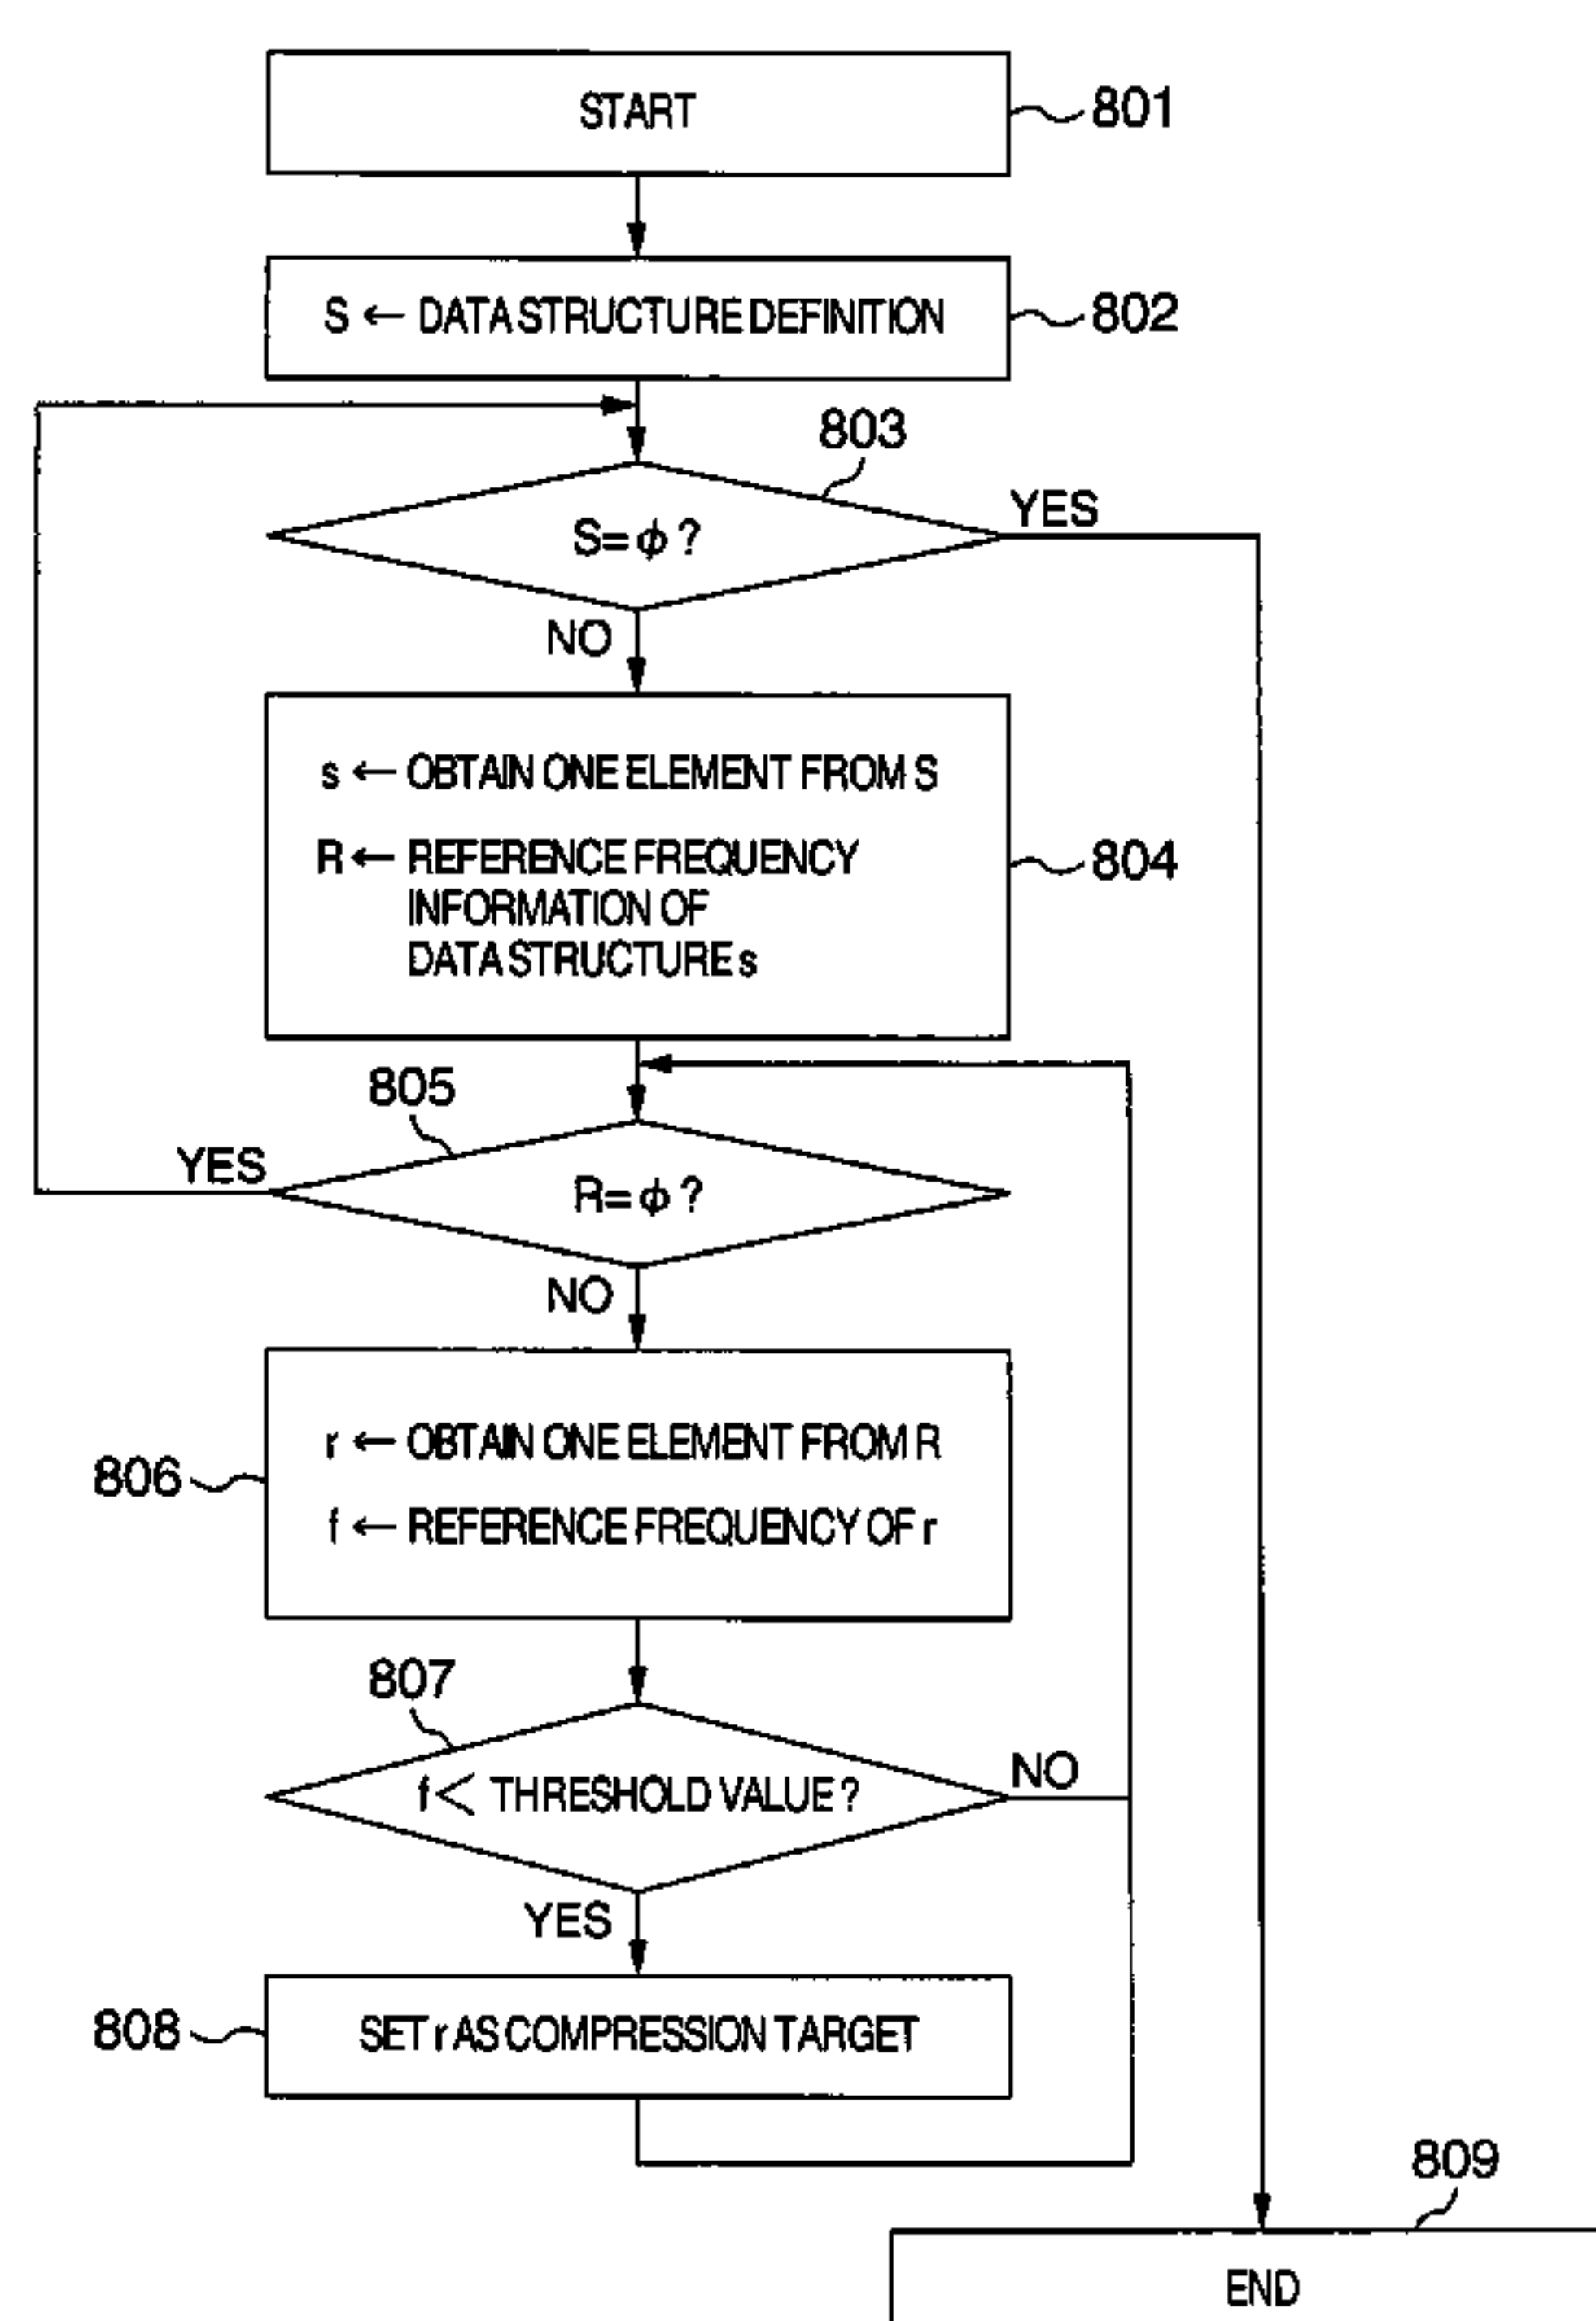 START
801
S ← DATA STRUCTURE DEFINITION
802
803
S=φ?
YES
NO
s ← OBTAIN ONE ELEMENT FROM S
R ← REFERENCE FREQUENCY
INFORMATION OF
DATA STRUCTURE s
804
805
YES
R=φ?
NO
r ← OBTAIN ONE ELEMENT FROM R
f ← REFERENCE FREQUENCY OF r
806
807
f< THRESHOLD VALUE?
NO
YES
808
SET r AS COMPRESSION TARGET
809
END